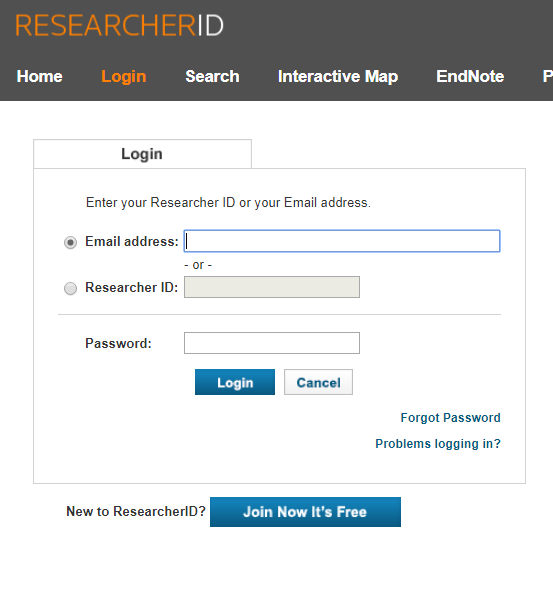 RESEARCHERID
Home Login Search Interactive Map EndNote P
Login
Enter your Researcher ID or your Email address.
Email address:
- or -
Researcher ID:
Password:
Login Cancel
Forgot Password
Problems logging in?
New to ResearcherID? Join Now It's Free